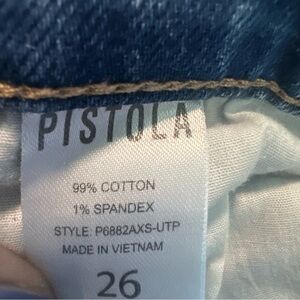 PISTOLA
99% COTTON
1% SPANDEX
STYLE: P6882AXS-UTP
MADE IN VIETNAM
26